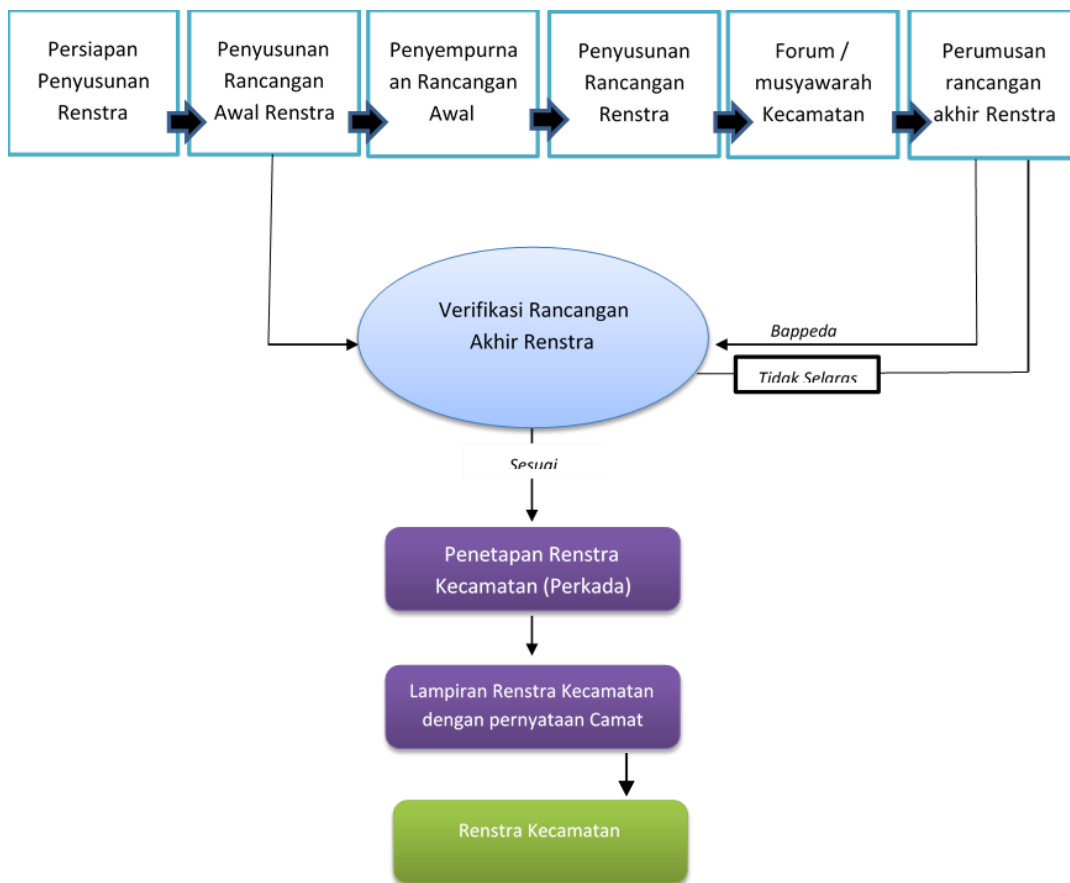 Persiapan
Penyusunan
Renstra
Penyusunan
Rancangan
Awal Renstra
Penyempurna
an Rancangan
Awal
Penyusunan
Rancangan
Renstra
Forum /
musyawarah
Kecamatan
Perumusan
rancangan
akhir Renstra
Verifikasi Rancangan
Akhir Renstra
Bappeda
Tidak Selaras
Sesuai
Penetapan Renstra
Kecamatan (Perkada)
Lampiran Renstra Kecamatan
dengan pernyataan Camat
Renstra Kecamatan